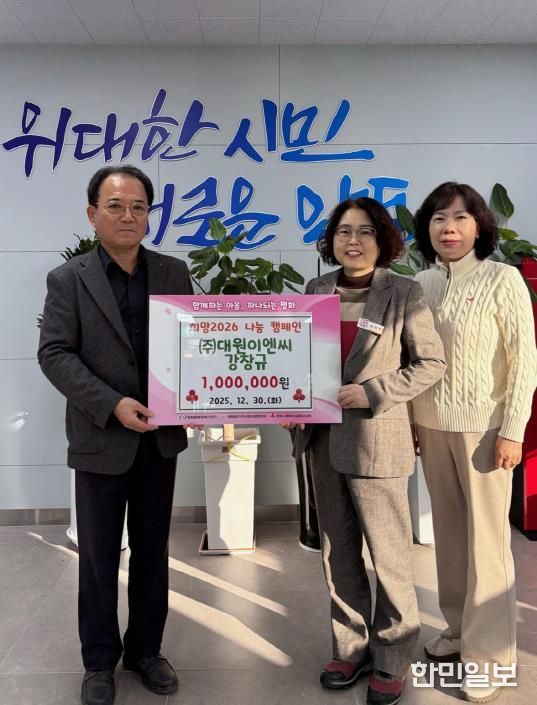 위대한 시민
새로운 안동
함께하는 마음, 하나되는 평화
희망2026 나눔 캠페인
(주)대원이엔씨
강창규
1,000,000원
2025. 12. 30.(화)
한민일보